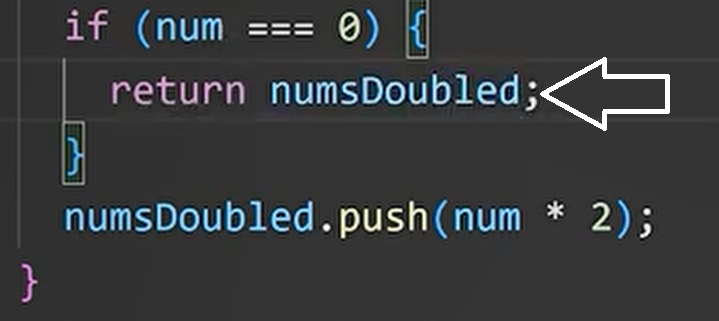 if (num === 0) {
return numsDoubled;
}
numsDoubled.push(num * 2);
}